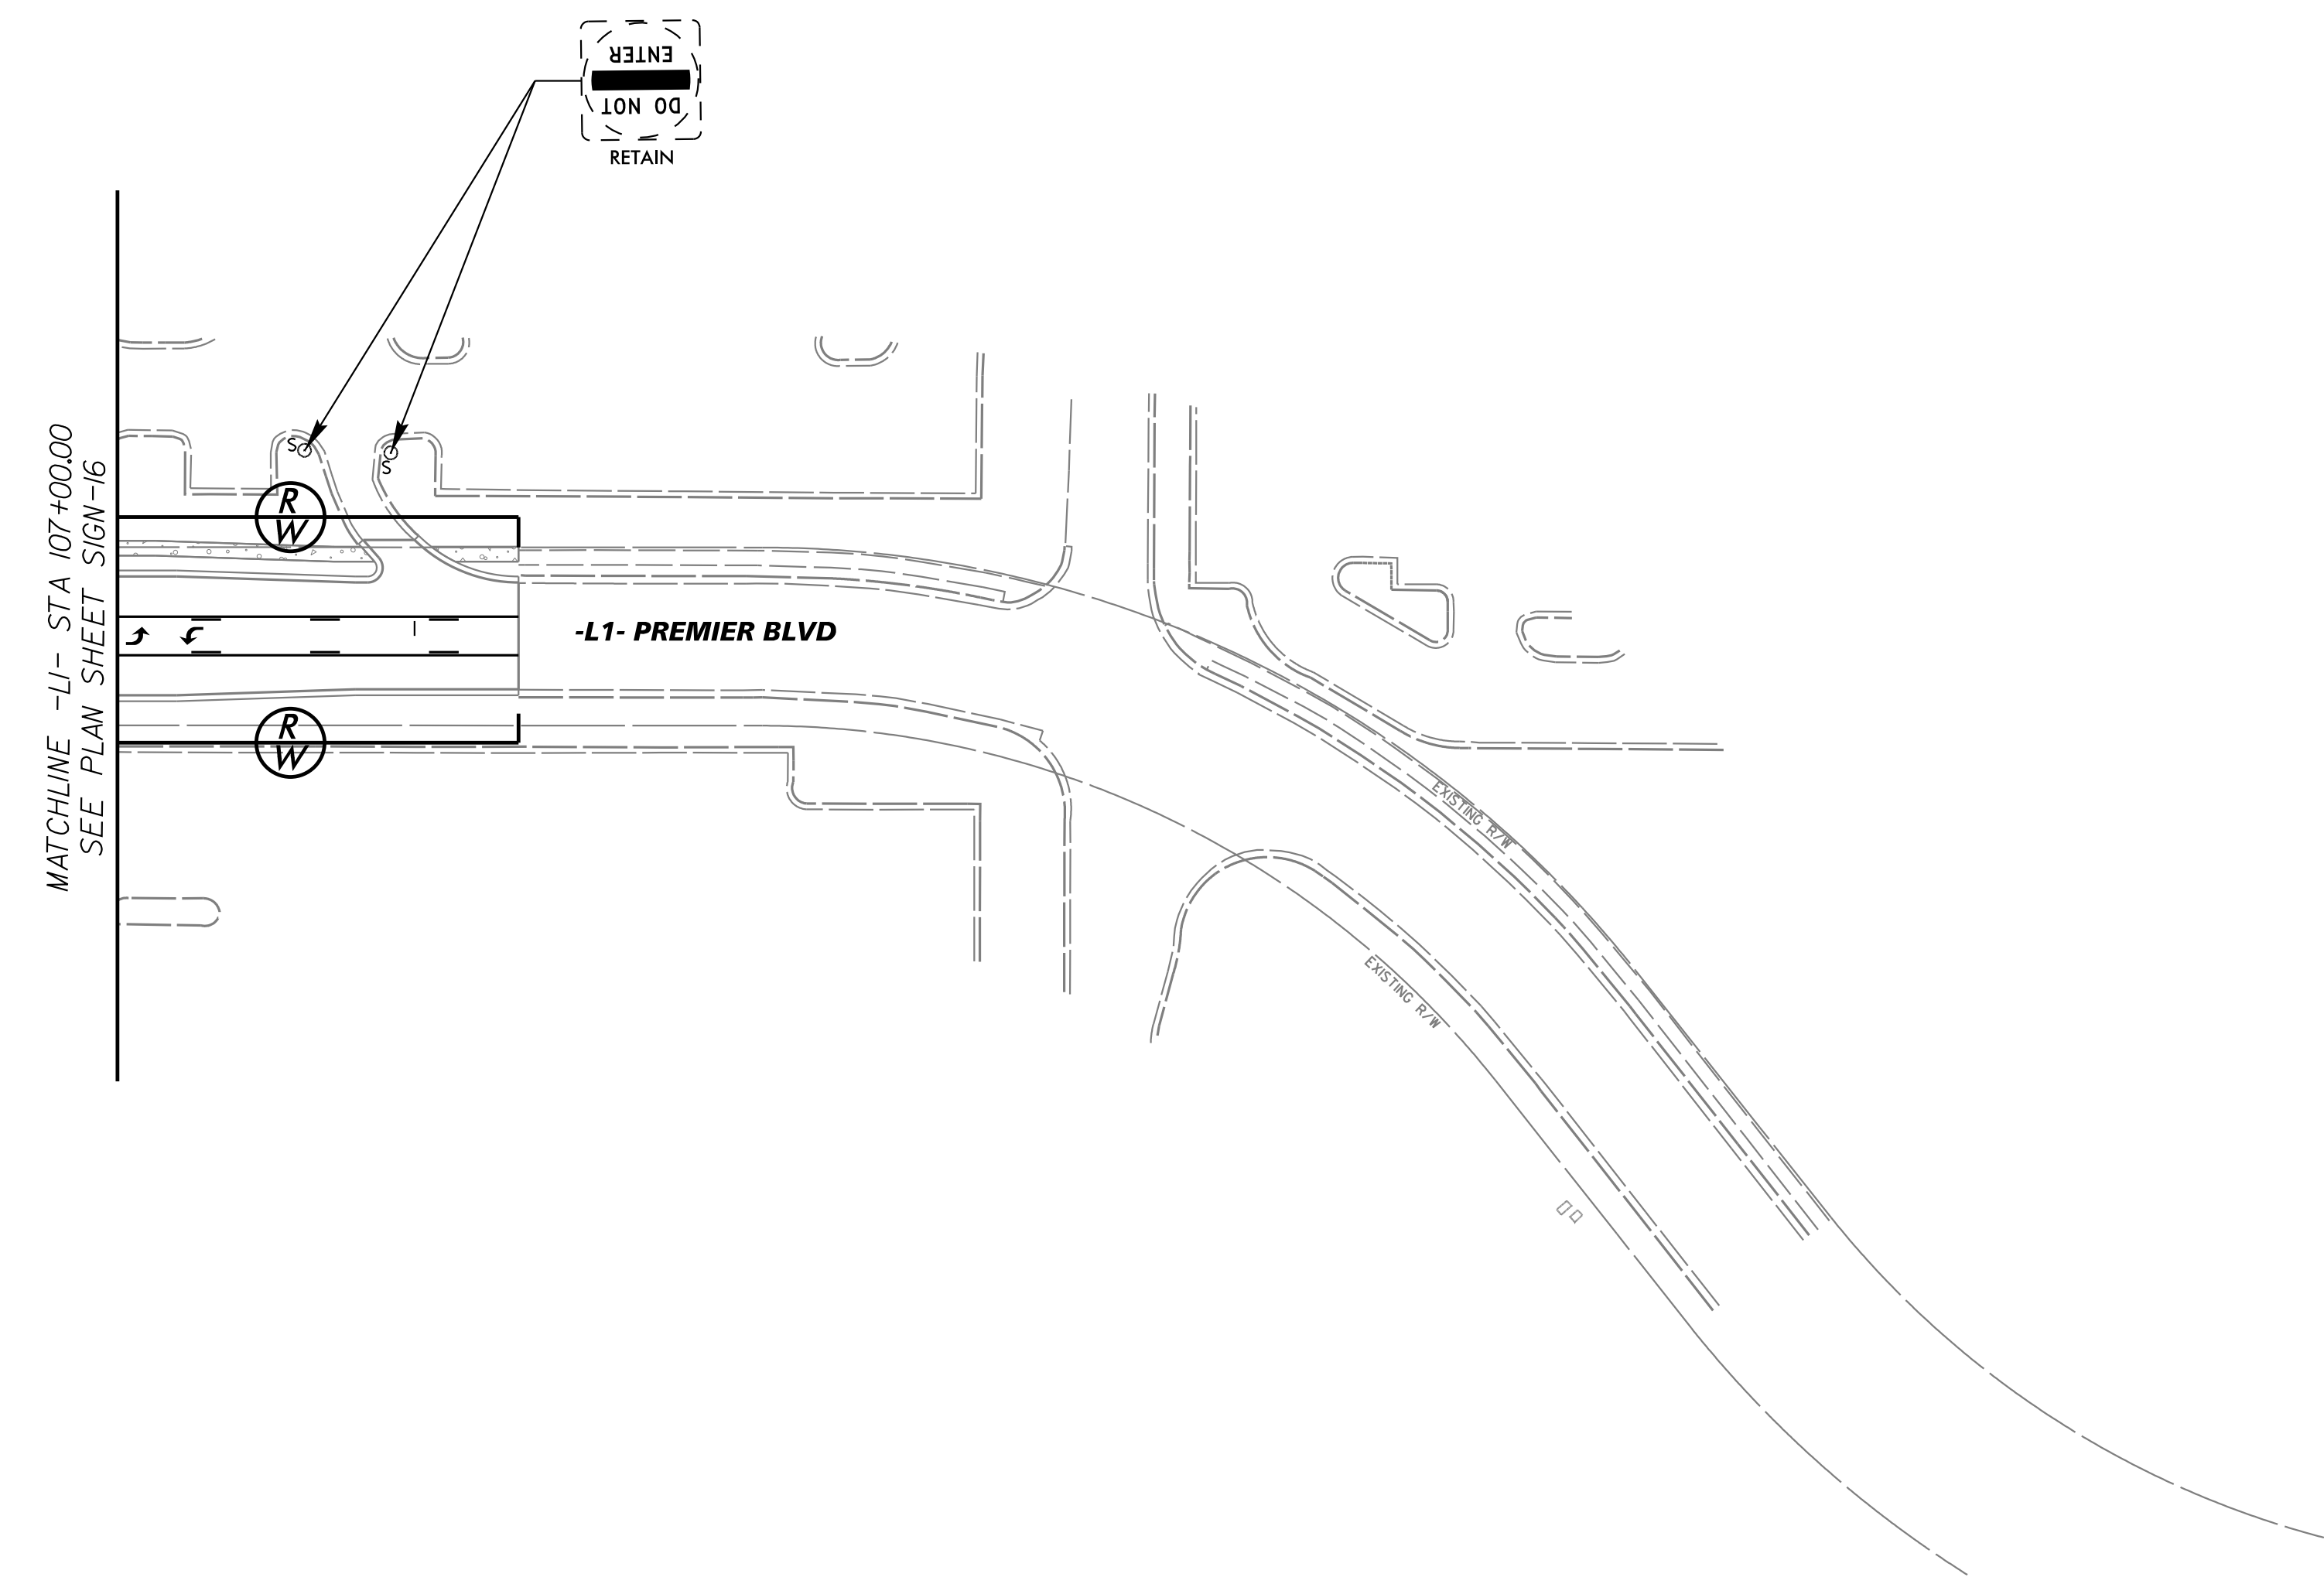 DO NOT
ENTER
RETAIN
MATCHLINE -L1- STA 107+00.00
SEE PLAN SHEET SIGN-16
S
S
R
W
-L1- PREMIER BLVD
R
W
EXISTING R/W
EXISTING R/W